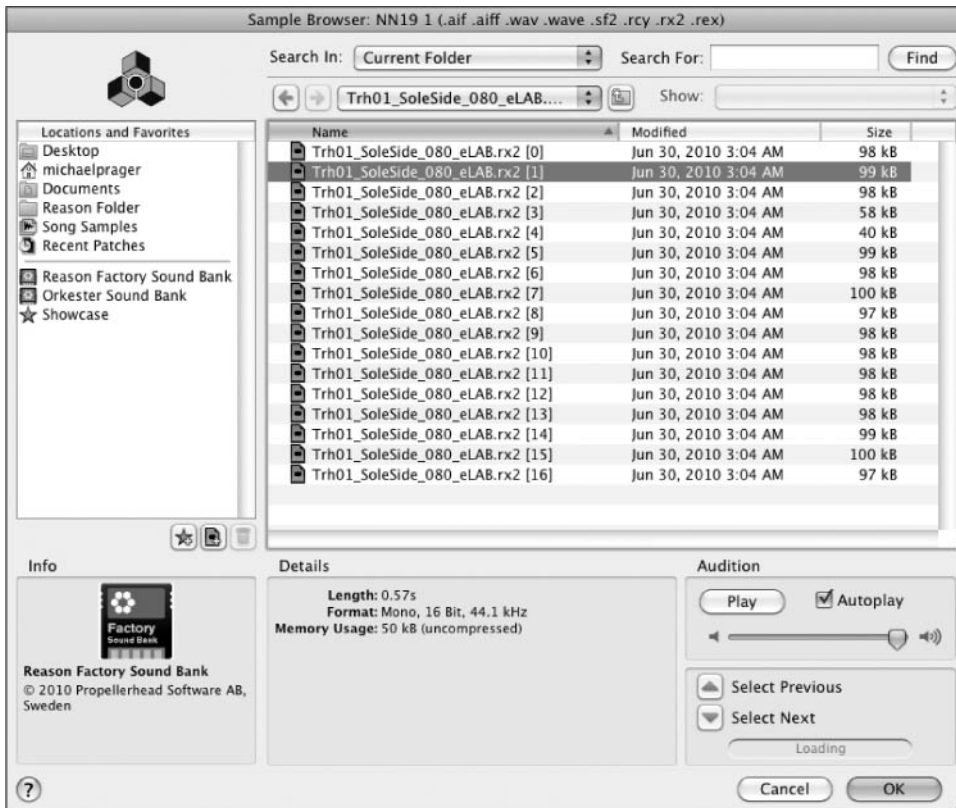 Sample Browser: NN19 1 (.aif .aiff .wav .wave .sf2 .rcy .rx2 .rex)
Search In: Current Folder Search For: Find
Trh01_SoleSide_080_eLAB.... Show:
Locations and Favorites
Desktop
michaelprager
Documents
Reason Folder
Song Samples
Recent Patches
Reason Factory Sound Bank
Orkester Sound Bank
Showcase
Name Modified Size
Trh01_SoleSide_080_eLAB.rx2 [0] Jun 30, 2010 3:04 AM 98 kB
Trh01_SoleSide_080_eLAB.rx2 [1] Jun 30, 2010 3:04 AM 99 kB
Trh01_SoleSide_080_eLAB.rx2 [2] Jun 30, 2010 3:04 AM 98 kB
Trh01_SoleSide_080_eLAB.rx2 [3] Jun 30, 2010 3:04 AM 58 kB
Trh01_SoleSide_080_eLAB.rx2 [4] Jun 30, 2010 3:04 AM 40 kB
Trh01_SoleSide_080_eLAB.rx2 [5] Jun 30, 2010 3:04 AM 99 kB
Trh01_SoleSide_080_eLAB.rx2 [6] Jun 30, 2010 3:04 AM 98 kB
Trh01_SoleSide_080_eLAB.rx2 [7] Jun 30, 2010 3:04 AM 100 kB
Trh01_SoleSide_080_eLAB.rx2 [8] Jun 30, 2010 3:04 AM 97 kB
Trh01_SoleSide_080_eLAB.rx2 [9] Jun 30, 2010 3:04 AM 98 kB
Trh01_SoleSide_080_eLAB.rx2 [10] Jun 30, 2010 3:04 AM 98 kB
Trh01_SoleSide_080_eLAB.rx2 [11] Jun 30, 2010 3:04 AM 98 kB
Trh01_SoleSide_080_eLAB.rx2 [12] Jun 30, 2010 3:04 AM 98 kB
Trh01_SoleSide_080_eLAB.rx2 [13] Jun 30, 2010 3:04 AM 98 kB
Trh01_SoleSide_080_eLAB.rx2 [14] Jun 30, 2010 3:04 AM 99 kB
Trh01_SoleSide_080_eLAB.rx2 [15] Jun 30, 2010 3:04 AM 100 kB
Trh01_SoleSide_080_eLAB.rx2 [16] Jun 30, 2010 3:04 AM 97 kB
Info
Factory
Sound Bank
Reason Factory Sound Bank
© 2010 Propellerhead Software AB,
Sweden
Details
Length: 0.57s
Format: Mono, 16 Bit, 44.1 kHz
Memory Usage: 50 kB (uncompressed)
Audition
Play Autoplay
Select Previous
Select Next
Loading
? Cancel OK